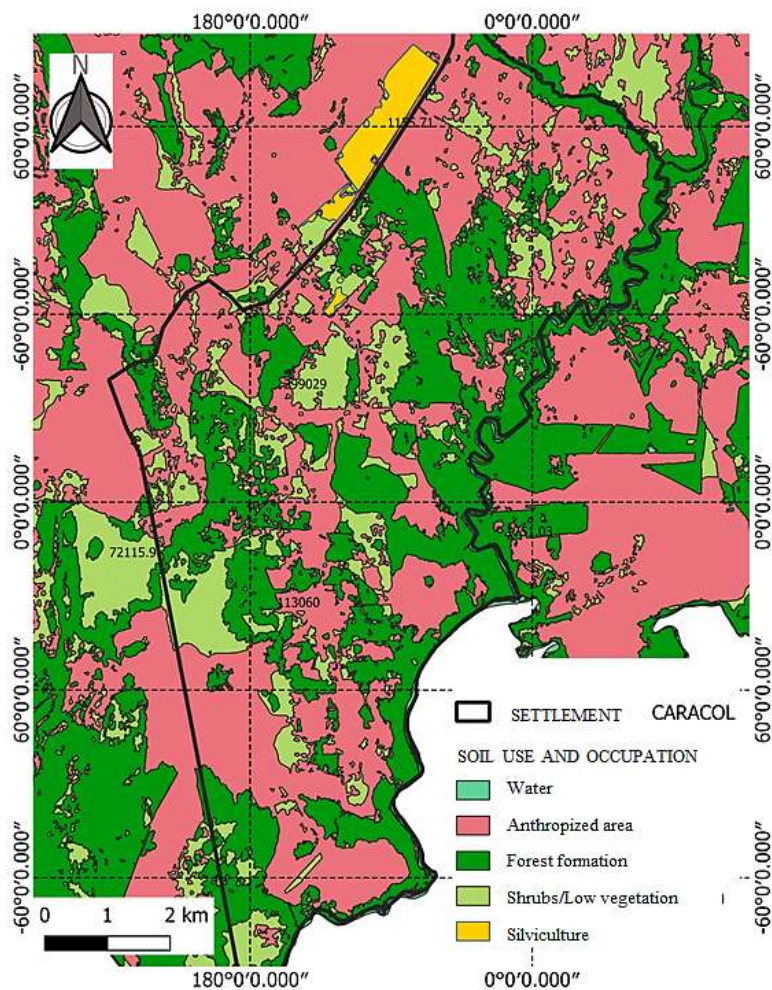 180°0'0.000"
0°0'0.000"
N
60°0'0.000"
60°0'0.000"
1155.71
-60°0'0.000"
-60°0'0.000"
99029
0°0'0.000"
0°0'0.000"
72115.9
113060
60°0'0.000"
60°0'0.000"
SETTLEMENT CARACOL
SOIL USE AND OCCUPATION
Water
Anthropized area
Forest formation
Shrubs/Low vegetation
Silviculture
-60°0'0.000"
-60°0'0.000"
0 1 2 km
180°0'0.000"
0°0'0.000"